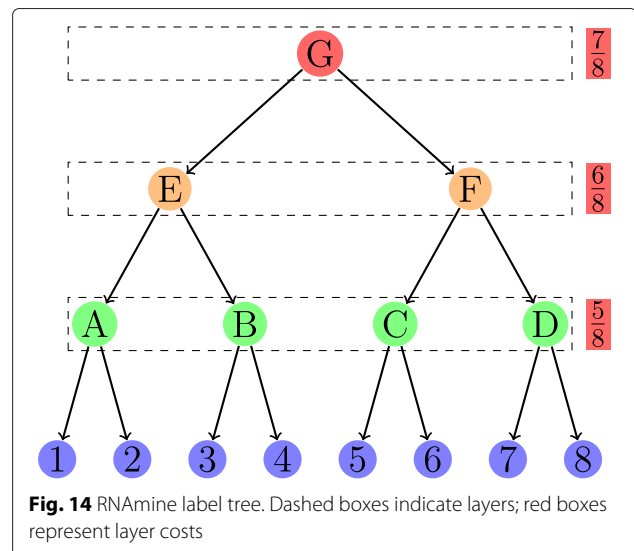 G 7/8
E F 6/8
A B C D 5/8
1 2 3 4 5 6 7 8
Fig. 14 RNAmine label tree. Dashed boxes indicate layers; red boxes
represent layer costs